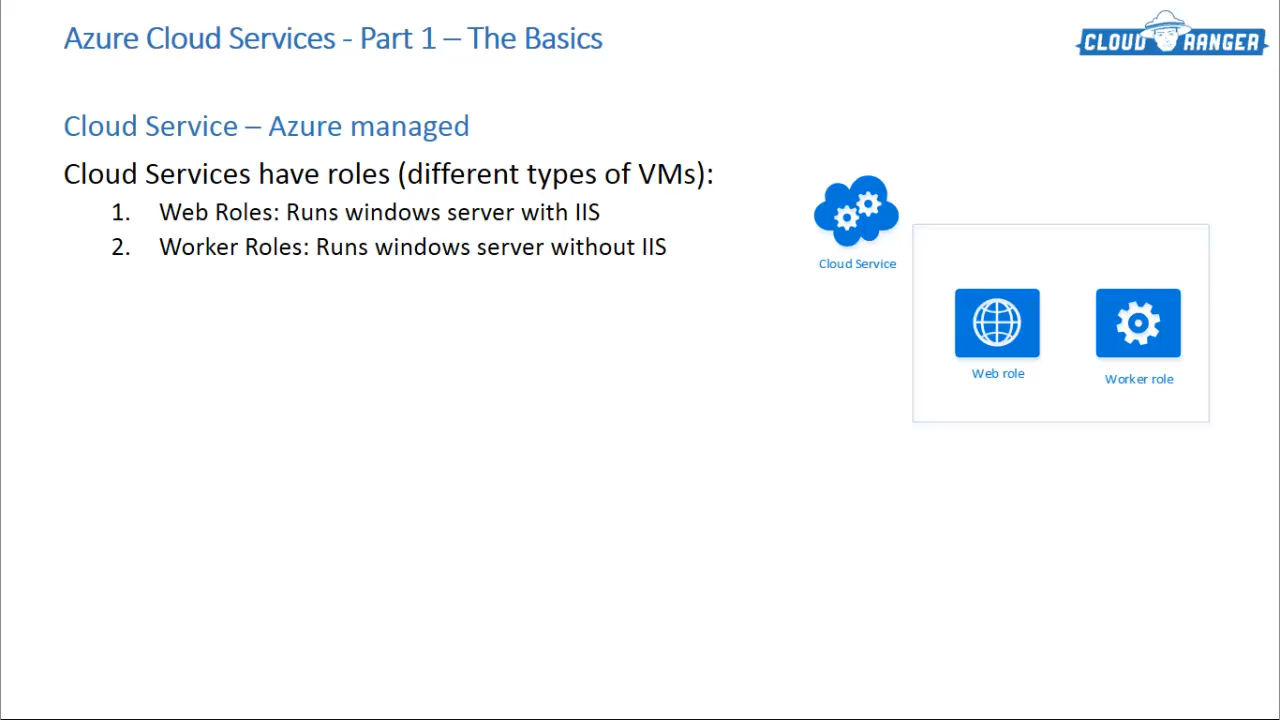 Azure Cloud Services - Part 1 – The Basics
CLOUD RANGER
Cloud Service – Azure managed
Cloud Services have roles (different types of VMs):
1. Web Roles: Runs windows server with IIS
2. Worker Roles: Runs windows server without IIS
Cloud Service
Web role
Worker role